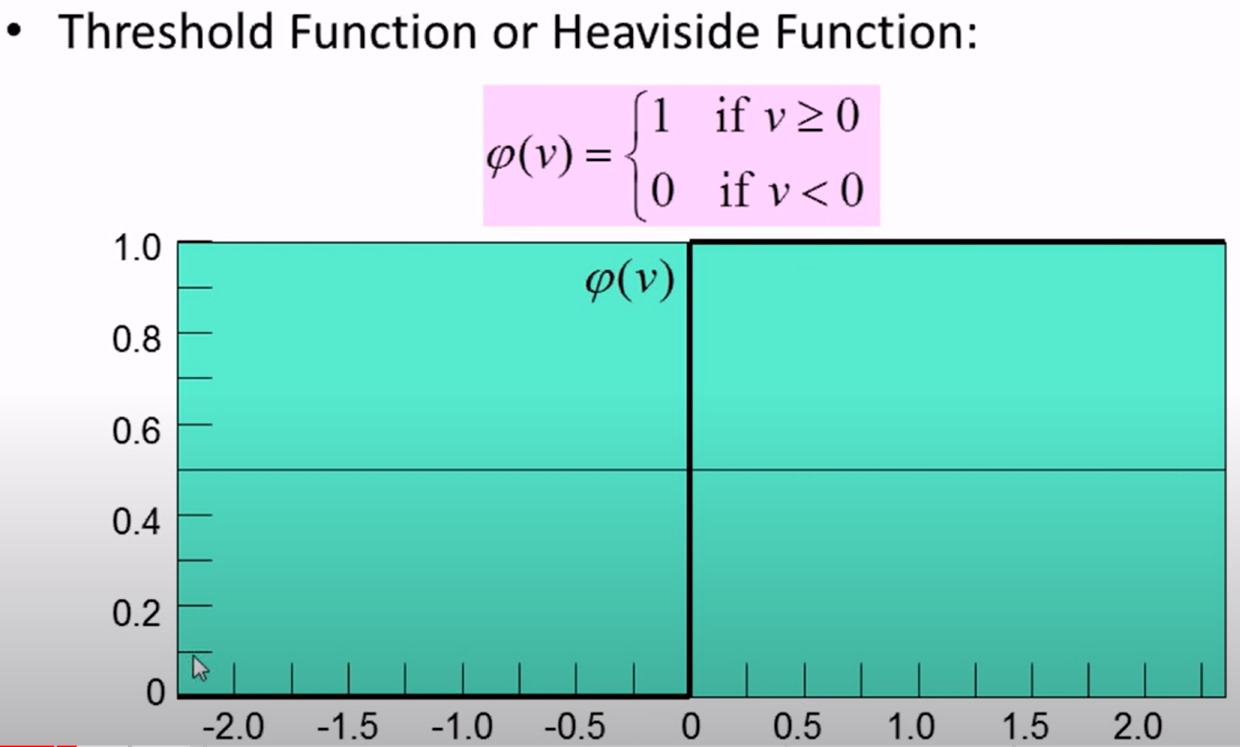 • Threshold Function or Heaviside Function:
φ(v) = { 1 if v ≥ 0
0 if v < 0
φ(v)
1.0
0.8
0.6
0.4
0.2
0
-2.0 -1.5 -1.0 -0.5 0 0.5 1.0 1.5 2.0